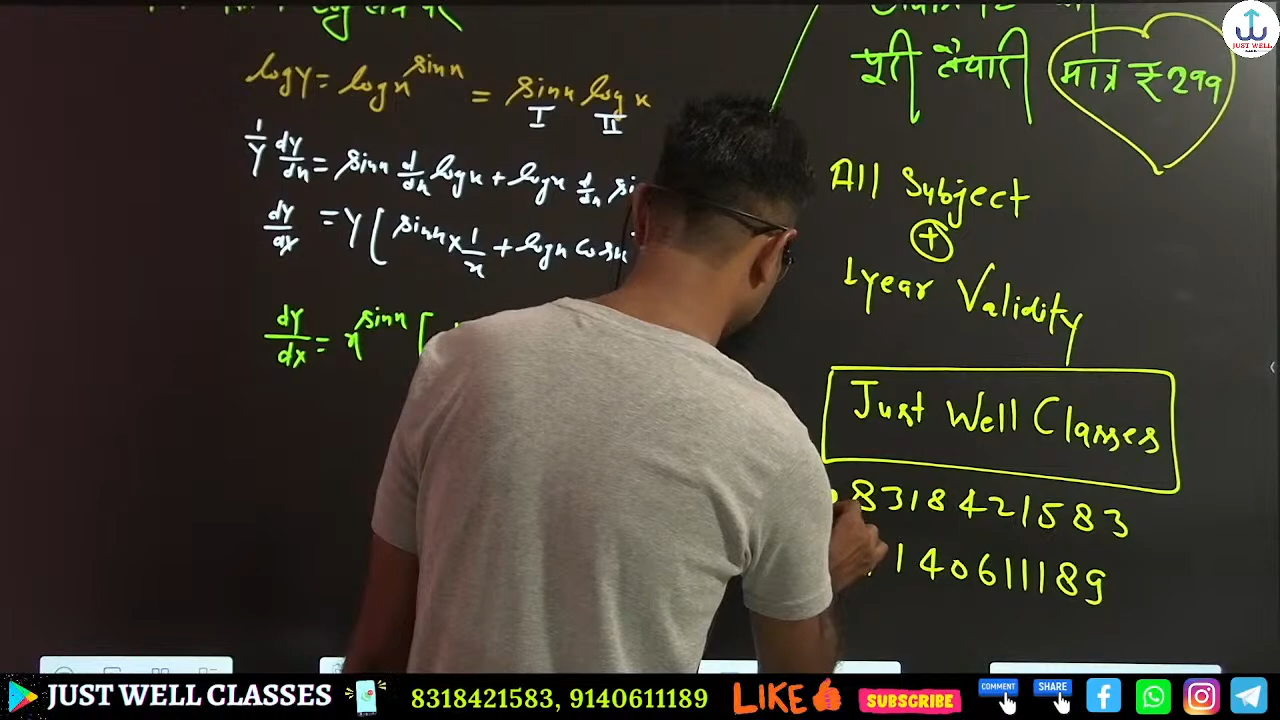 log y = log x^sin x = sin x log x
I II
1/y dy/dx = sin x d/dx log x + log x d/dx
dy/dx = y [ sin x × 1/x + log x cos x
dy/dx = x^sin x [
पूरी तैयारी मात्र ₹ 299
All Subject
+
1 year Validity
Just Well Classes
8318421583
140611189
JUST WELL
JUST WELL CLASSES 8318421583, 9140611189 LIKE SUBSCRIBE COMMENT SHARE